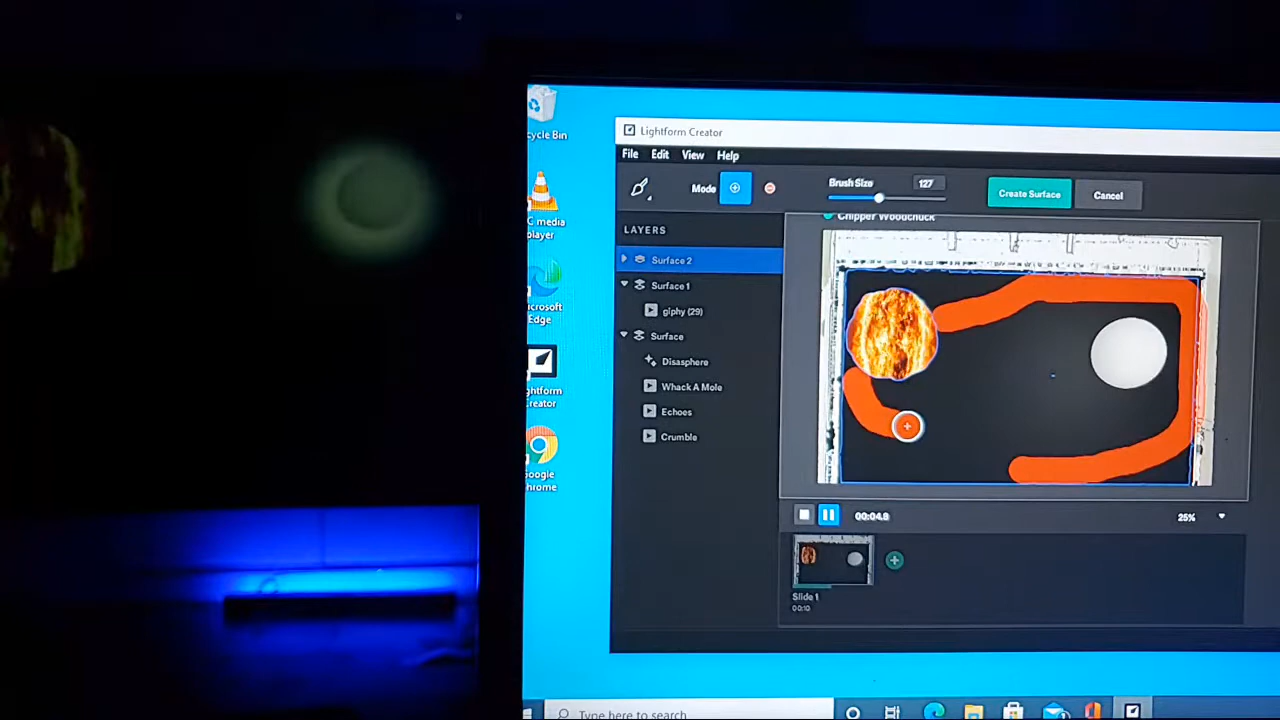 cycle Bin
C media
player
icrosoft
Edge
ghtform
Creator
oogle
hrome
Lightform Creator
File Edit View Help
Mode
Brush Size 127
Create Surface
Cancel
LAYERS
Surface 2
Surface 1
giphy (29)
Surface
Disasphere
Whack A Mole
Echoes
Crumble
Chipper Woodchuck
00:04.8
25%
Slide 1
00:10
Type here to search